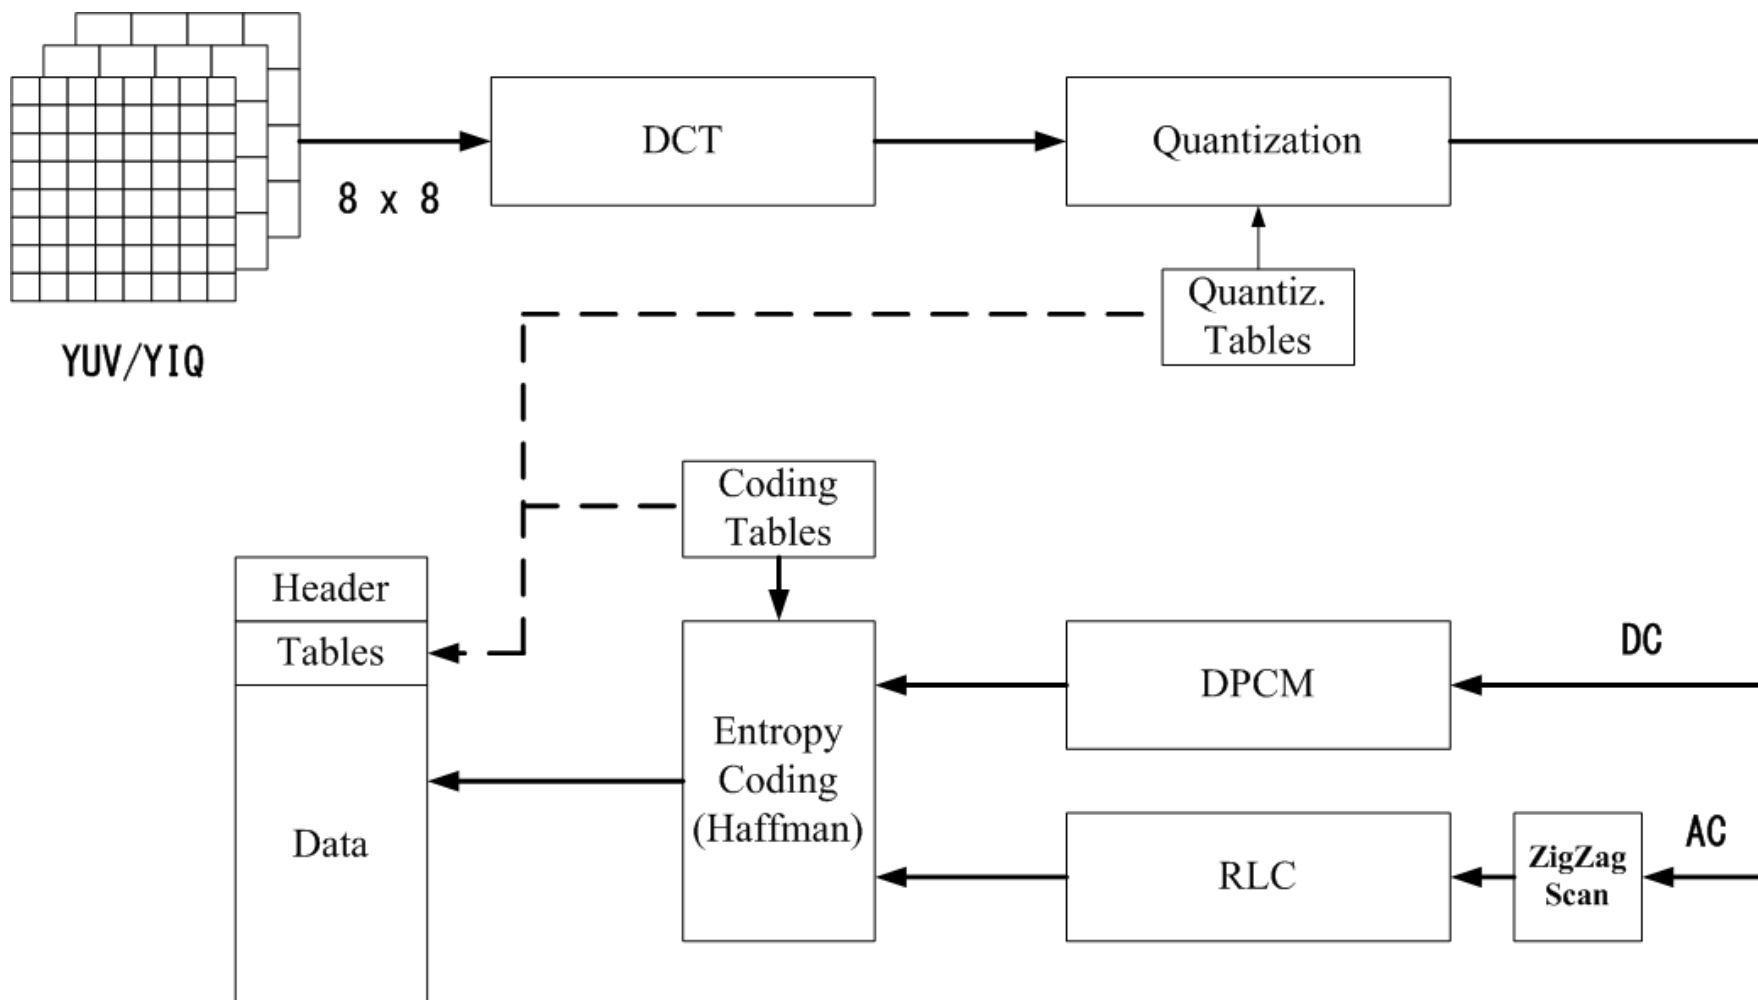 DCT
Quantization
8 x 8
Quantiz.
Tables
YUV/YIQ
Coding
Tables
Header
Tables
Data
Entropy
Coding
(Haffman)
DPCM
DC
RLC
ZigZag
Scan
AC